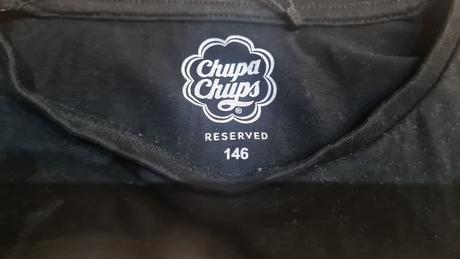 Chupa
Chups
®
RESERVED
146